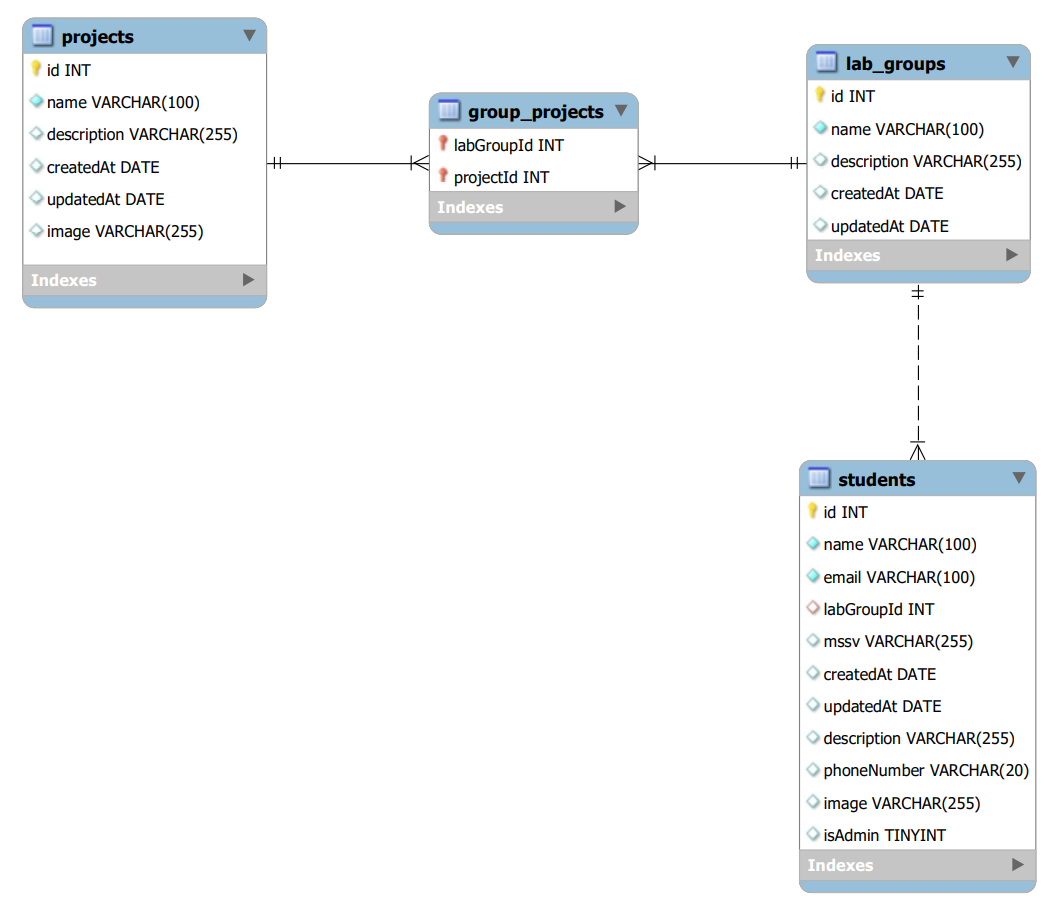 projects
id INT
name VARCHAR(100)
description VARCHAR(255)
createdAt DATE
updatedAt DATE
image VARCHAR(255)
Indexes
group_projects
labGroupId INT
projectId INT
Indexes
lab_groups
id INT
name VARCHAR(100)
description VARCHAR(255)
createdAt DATE
updatedAt DATE
Indexes
students
id INT
name VARCHAR(100)
email VARCHAR(100)
labGroupId INT
mssv VARCHAR(255)
createdAt DATE
updatedAt DATE
description VARCHAR(255)
phoneNumber VARCHAR(20)
image VARCHAR(255)
isAdmin TINYINT
Indexes